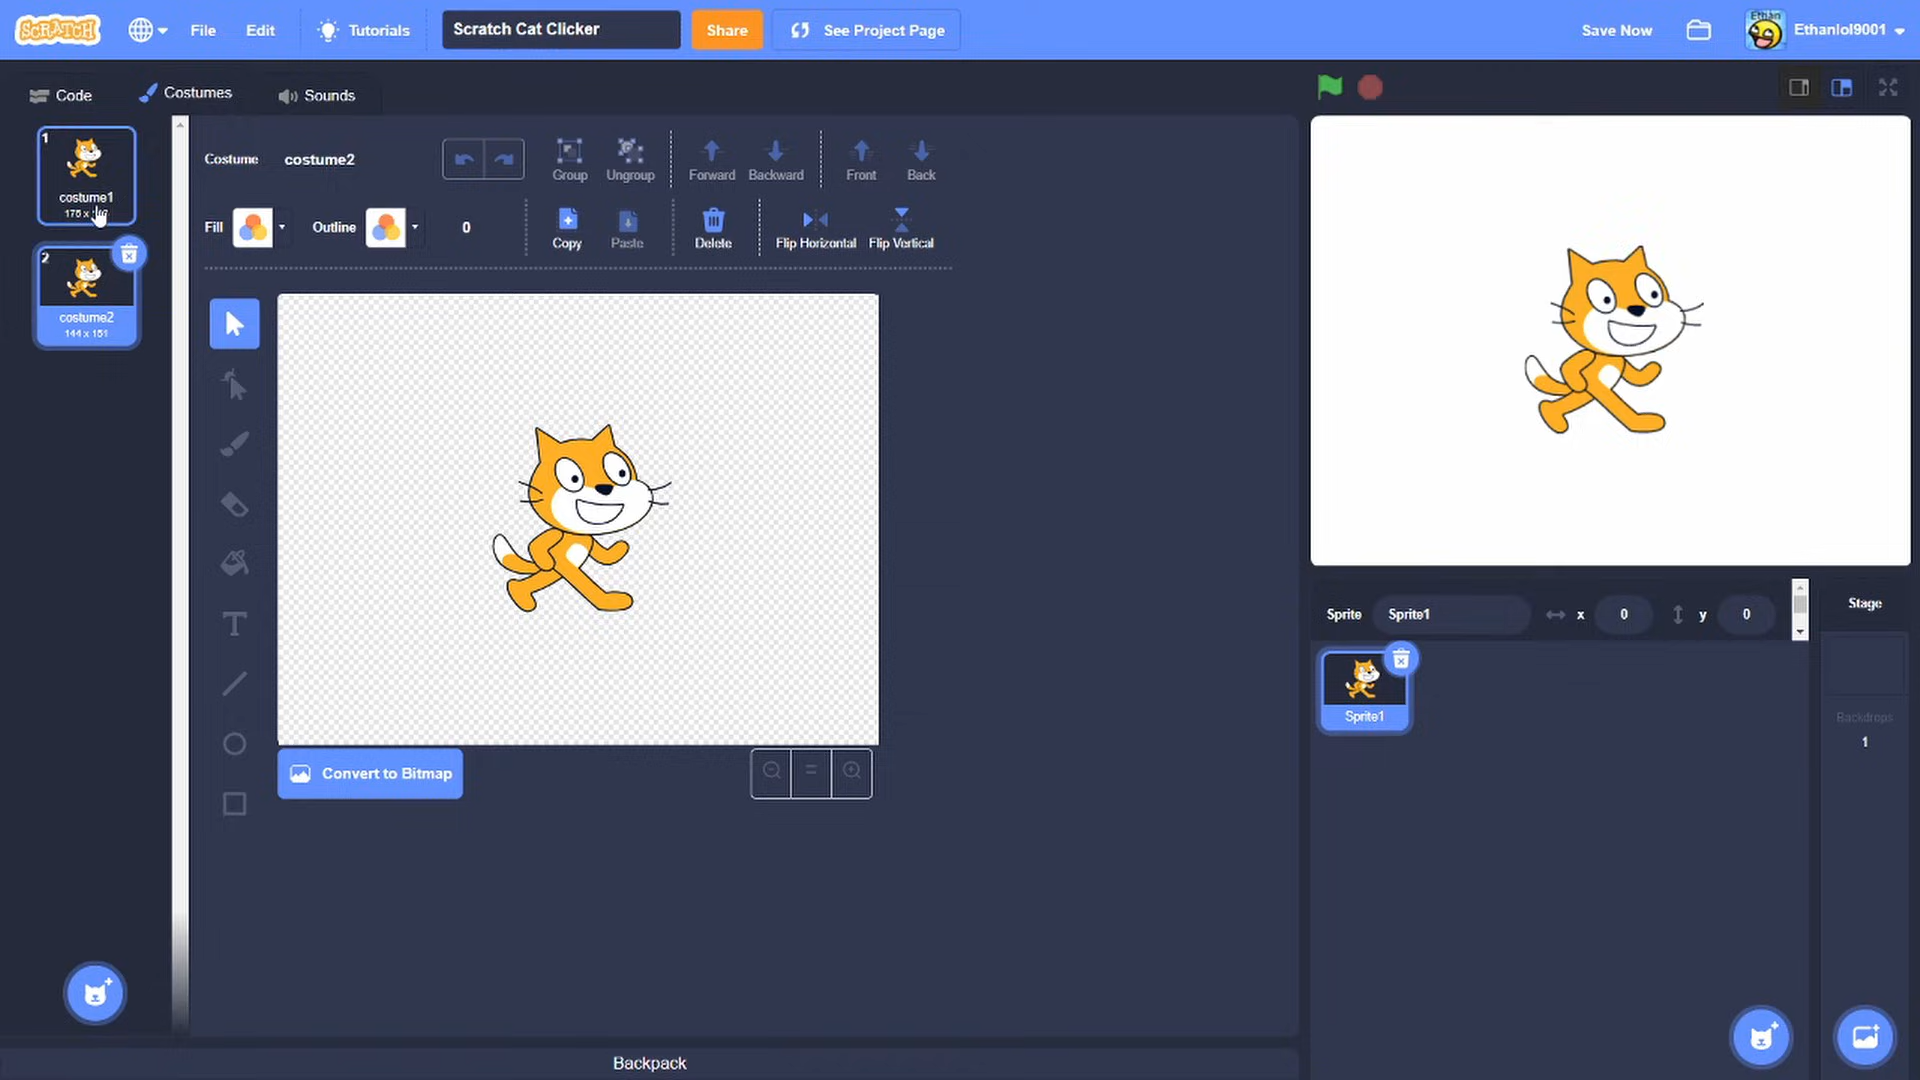 SCRATCH
File
Edit
Tutorials
Scratch Cat Clicker
Share
See Project Page
Save Now
Ethan
Ethanlol9001
Code
Costumes
Sounds
1
costume1
2
costume2
144 x 151
Costume
costume2
Group
Ungroup
Forward
Backward
Front
Back
Fill
Outline
0
Copy
Paste
Delete
Flip Horizontal
Flip Vertical
T
Convert to Bitmap
Sprite
Sprite1
x
0
y
0
Sprite1
Stage
Backdrops
1
Backpack